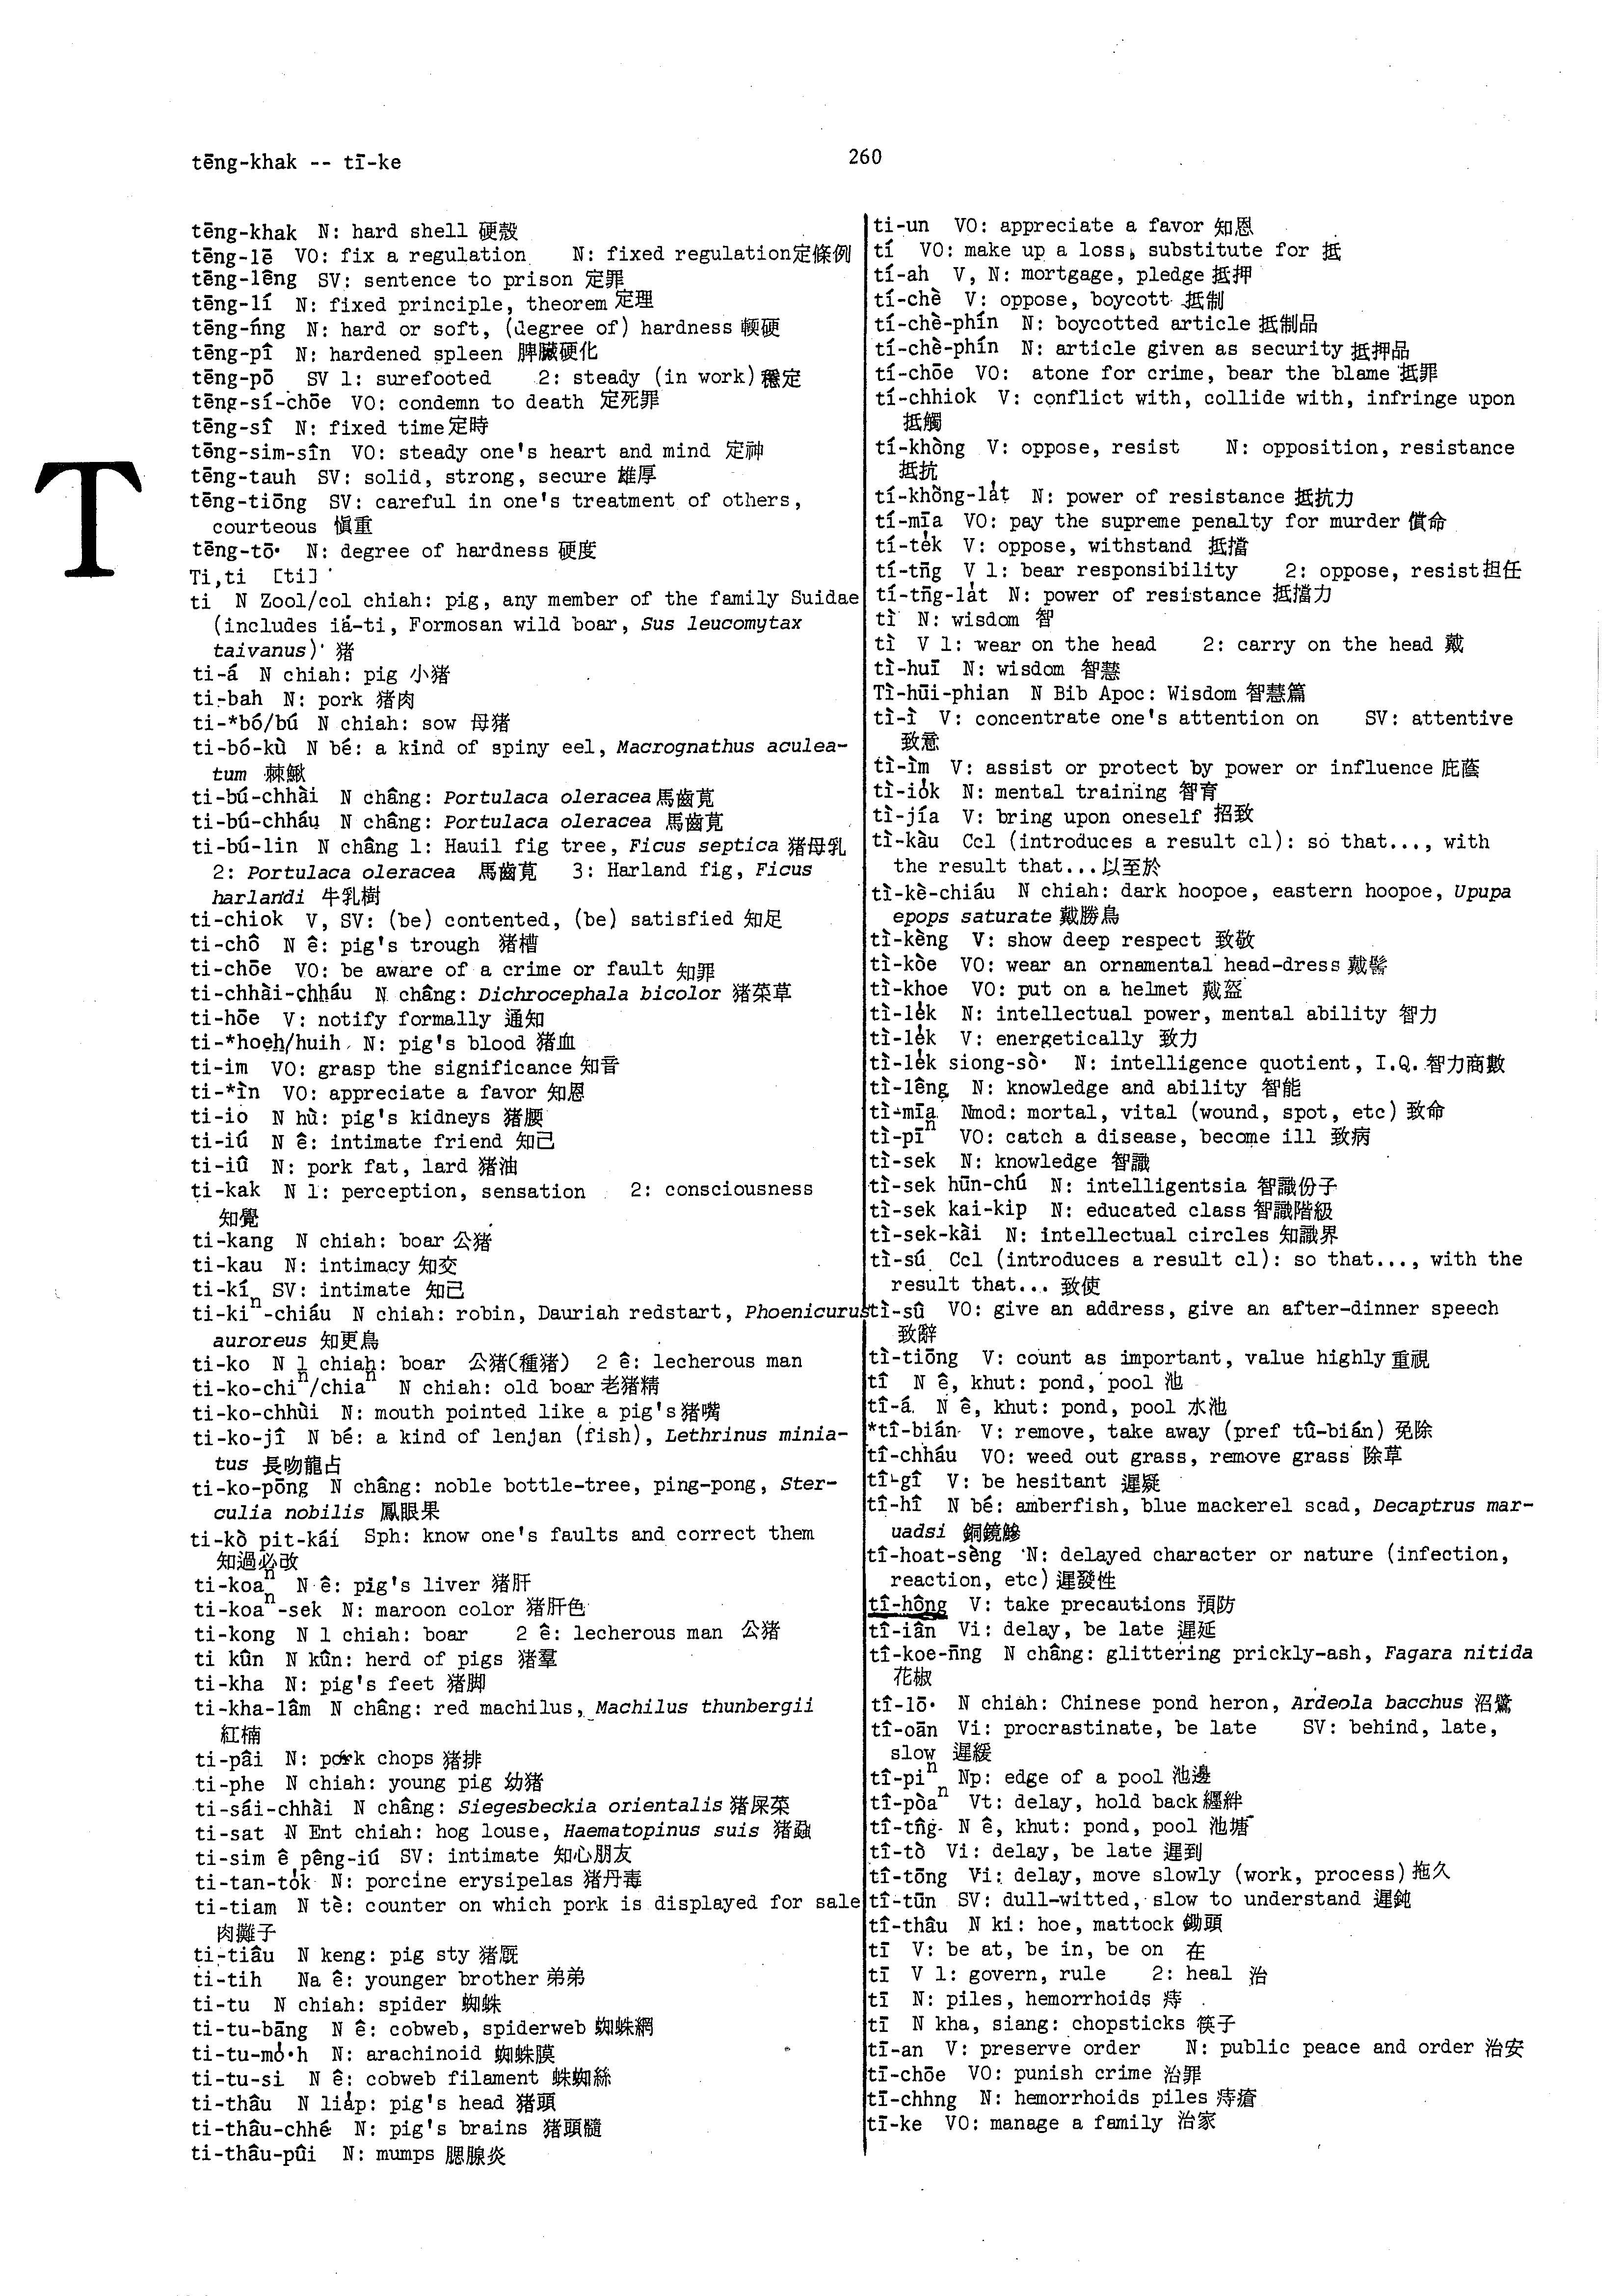 tēng-khak -- tī-ke
260
T
tēng-khak N: hard shell 硬殼
tēng-lē VO: fix a regulation N: fixed regulation定條例
tēng-lêng SV: sentence to prison 定罪
tēng-lí N: fixed principle, theorem 定理
tēng-n̂ng N: hard or soft, (degree of) hardness 輭硬
tēng-pî N: hardened spleen 脾臟硬化
tēng-pō SV 1: surefooted 2: steady (in work) 穩定
tēng-sí-chōe VO: condemn to death 定死罪
tēng-sî N: fixed time定時
tēng-sim-sîn VO: steady one's heart and mind 定神
tēng-tauh SV: solid, strong, secure 雄厚
tēng-tiōng SV: careful in one's treatment of others,
courteous 慎重
tēng-tō· N: degree of hardness 硬度
Ti,ti [ti]
ti N Zool/col chiah: pig, any member of the family Suidae
(includes iá-ti, Formosan wild boar, Sus leucomytax
taivanus) 猪
ti-á N chiah: pig 小猪
ti-bah N: pork 猪肉
ti-*bó/bú N chiah: sow 母猪
ti-bó-kù N bé: a kind of spiny eel, Macrognathus aculea-
tum 棘鰍
ti-bú-chhài N châng: Portulaca oleracea 馬齒莧
ti-bú-chháu N châng: Portulaca oleracea 馬齒莧
ti-bú-lin N châng 1: Hauil fig tree, Ficus septica 猪母乳
2: Portulaca oleracea 馬齒莧 3: Harland fig, Ficus
harlandi 牛乳樹
ti-chiok V, SV: (be) contented, (be) satisfied 知足
ti-chô N ê: pig's trough 猪槽
ti-chōe VO: be aware of a crime or fault 知罪
ti-chhài-chháu N châng: Dichrocephala bicolor 猪菜草
ti-hōe V: notify formally 通知
ti-*hoeh/huih N: pig's blood 猪血
ti-im VO: grasp the significance 知音
ti-*ìn VO: appreciate a favor 知恩
ti-io N hù: pig's kidneys 猪腰
ti-iú N ê: intimate friend 知己
ti-iû N: pork fat, lard 猪油
ti-kak N 1: perception, sensation 2: consciousness
知覺
ti-kang N chiah: boar 公猪
ti-kau N: intimacy 知交
ti-kí SV: intimate 知己
ti-kiⁿ-chiáu N chiah: robin, Dauriah redstart, Phoenicurus
auroreus 知更鳥
ti-ko N 1 chiah: boar 公猪(種猪) 2 ê: lecherous man
ti-ko-chiⁿ/chiaⁿ N chiah: old boar 老猪精
ti-ko-chhùi N: mouth pointed like a pig's 猪嘴
ti-ko-jî N bé: a kind of lenjan (fish), Lethrinus minia-
tus 長吻龍占
ti-ko-pōng N châng: noble bottle-tree, ping-pong, Ster-
culia nobilis 鳳眼果
ti-kò pit-kái Sph: know one's faults and correct them
知過必改
ti-koaⁿ N ê: pig's liver 猪肝
ti-koaⁿ-sek N: maroon color 猪肝色
ti-kong N 1 chiah: boar 2 ê: lecherous man 公猪
ti kûn N kûn: herd of pigs 猪羣
ti-kha N: pig's feet 猪脚
ti-kha-lâm N châng: red machilus, Machilus thunbergii
紅楠
ti-pâi N: pork chops 猪排
ti-phe N chiah: young pig 幼猪
ti-sái-chhài N châng: Siegesbeckia orientalis 猪屎菜
ti-sat N Ent chiah: hog louse, Haematopinus suis 猪蝨
ti-sim ê pêng-iú SV: intimate 知心朋友
ti-tan-to̍k N: porcine erysipelas 猪丹毒
ti-tiam N tè: counter on which pork is displayed for sale
肉攤子
ti-tiâu N keng: pig sty 猪厩
ti-tih Na ê: younger brother 弟弟
ti-tu N chiah: spider 蜘蛛
ti-tu-bāng N ê: cobweb, spiderweb 蜘蛛網
ti-tu-mo̍·h N: arachinoid 蜘蛛膜
ti-tu-si N ê: cobweb filament 蛛蜘絲
ti-thâu N lia̍p: pig's head 猪頭
ti-thâu-chhé N: pig's brains 猪頭髓
ti-thâu-pûi N: mumps 腮腺炎
ti-un VO: appreciate a favor 知恩
tí VO: make up a loss, substitute for 抵
tí-ah V, N: mortgage, pledge 抵押
tí-chè V: oppose, boycott 抵制
tí-chè-phín N: boycotted article 抵制品
tí-chè-phín N: article given as security 抵押品
tí-chōe VO: atone for crime, bear the blame 抵罪
tí-chhiok V: conflict with, collide with, infringe upon
抵觸
tí-khòng V: oppose, resist N: opposition, resistance
抵抗
tí-khòng-la̍t N: power of resistance 抵抗力
tí-mīa VO: pay the supreme penalty for murder 償命
tí-te̍k V: oppose, withstand 抵擋
tí-tn̄g V 1: bear responsibility 2: oppose, resist 担任
tí-tn̄g-la̍t N: power of resistance 抵擋力
tì N: wisdom 智
tì V 1: wear on the head 2: carry on the head 戴
tì-huī N: wisdom 智慧
Tì-hūi-phian N Bib Apoc: Wisdom 智慧篇
tì-ì V: concentrate one's attention on SV: attentive
致意
tì-ìm V: assist or protect by power or influence 庇蔭
tì-io̍k N: mental training 智育
tì-jía V: bring upon oneself 招致
tì-kàu Ccl (introduces a result cl): so that..., with
the result that... 以至於
tì-kè-chiáu N chiah: dark hoopoe, eastern hoopoe, Upupa
epops saturate 戴勝鳥
tì-kèng V: show deep respect 致敬
tì-kòe VO: wear an ornamental head-dress 戴髻
tì-khoe VO: put on a helmet 戴盔
tì-le̍k N: intellectual power, mental ability 智力
tì-le̍k V: energetically 致力
tì-le̍k siong-sò· N: intelligence quotient, I.Q. 智力商數
tì-lêng N: knowledge and ability 智能
tì-mīa Nmod: mortal, vital (wound, spot, etc) 致命
tì-pīⁿ VO: catch a disease, become ill 致病
tì-sek N: knowledge 智識
tì-sek hūn-chú N: intelligentsia 智識份子
tì-sek kai-kip N: educated class 智識階級
tì-sek-kài N: intellectual circles 知識界
tì-sú Ccl (introduces a result cl): so that..., with the
result that... 致使
tì-sû VO: give an address, give an after-dinner speech
致辭
tì-tiōng V: count as important, value highly 重視
tî N ê, khut: pond, pool 池
tî-á N ê, khut: pond, pool 水池
*tî-bián V: remove, take away (pref tû-bián) 免除
tî-chháu VO: weed out grass, remove grass 除草
tî-gî V: be hesitant 遲疑
tî-hî N bé: amberfish, blue mackerel scad, Decaptrus mar-
uadsi 銅鏡鰺
tî-hoat-sèng N: delayed character or nature (infection,
reaction, etc) 遲發性
tî-hông V: take precautions 預防
tî-iân Vi: delay, be late 遲延
tî-koe-n̄ng N châng: glittering prickly-ash, Fagara nitida
花椒
tî-lō· N chiah: Chinese pond heron, Ardeola bacchus 沼鷺
tî-oān Vi: procrastinate, be late SV: behind, late,
slow 遲緩
tî-piⁿ Np: edge of a pool 池邊
tî-pòaⁿ Vt: delay, hold back 纒絆
tî-tn̂g N ê, khut: pond, pool 池塘
tî-tò Vi: delay, be late 遲到
tî-tōng Vi: delay, move slowly (work, process) 拖久
tî-tūn SV: dull-witted, slow to understand 遲鈍
tî-thâu N ki: hoe, mattock 鋤頭
tī V: be at, be in, be on 在
tī V 1: govern, rule 2: heal 治
tī N: piles, hemorrhoids 痔
tī N kha, siang: chopsticks 筷子
tī-an V: preserve order N: public peace and order 治安
tī-chōe VO: punish crime 治罪
tī-chhng N: hemorrhoids piles 痔瘡
tī-ke VO: manage a family 治家